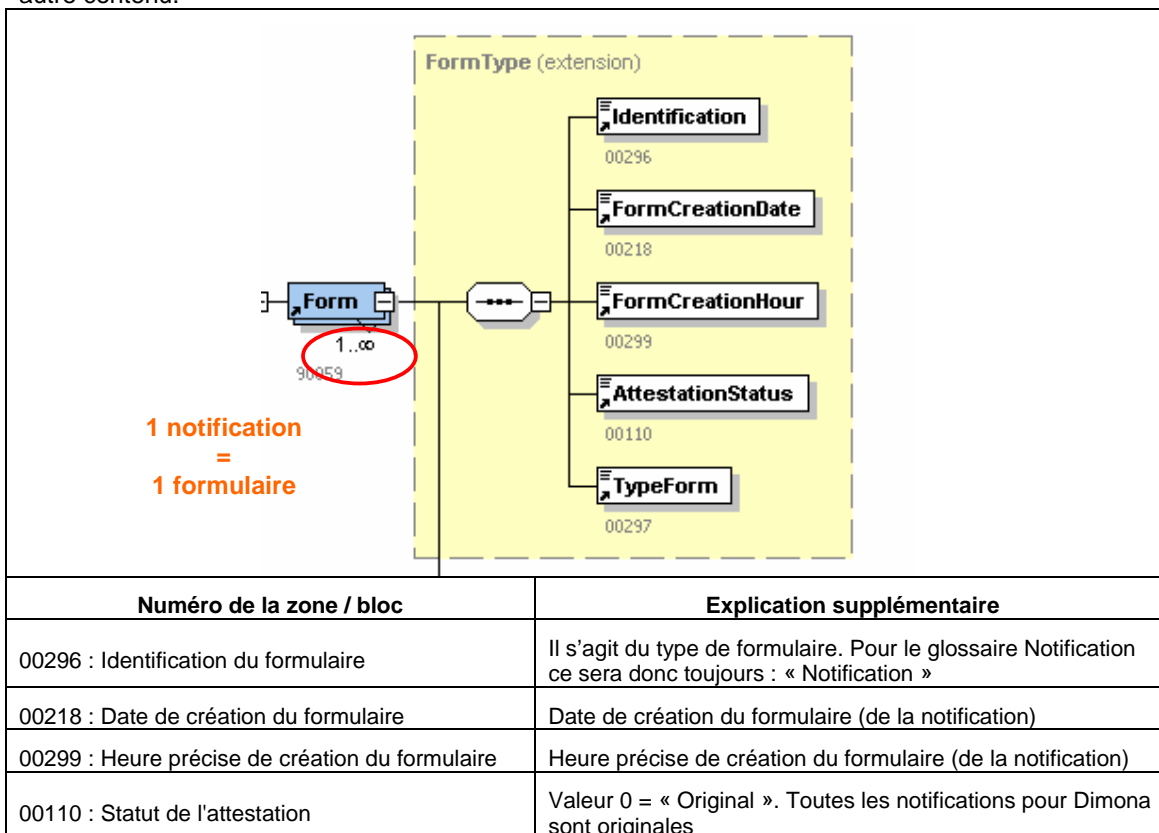 autre contenu.
FormType (extension)
Identification
00296
FormCreationDate
00218
Form
1..∞
90059
FormCreationHour
00299
AttestationStatus
00110
TypeForm
00297
1 notification
=
1 formulaire
Numéro de la zone / bloc
Explication supplémentaire
00296 : Identification du formulaire
Il s’agit du type de formulaire. Pour le glossaire Notification
ce sera donc toujours : « Notification »
00218 : Date de création du formulaire
Date de création du formulaire (de la notification)
00299 : Heure précise de création du formulaire
Heure précise de création du formulaire (de la notification)
00110 : Statut de l'attestation
Valeur 0 = « Original ». Toutes les notifications pour Dimona
sont originales